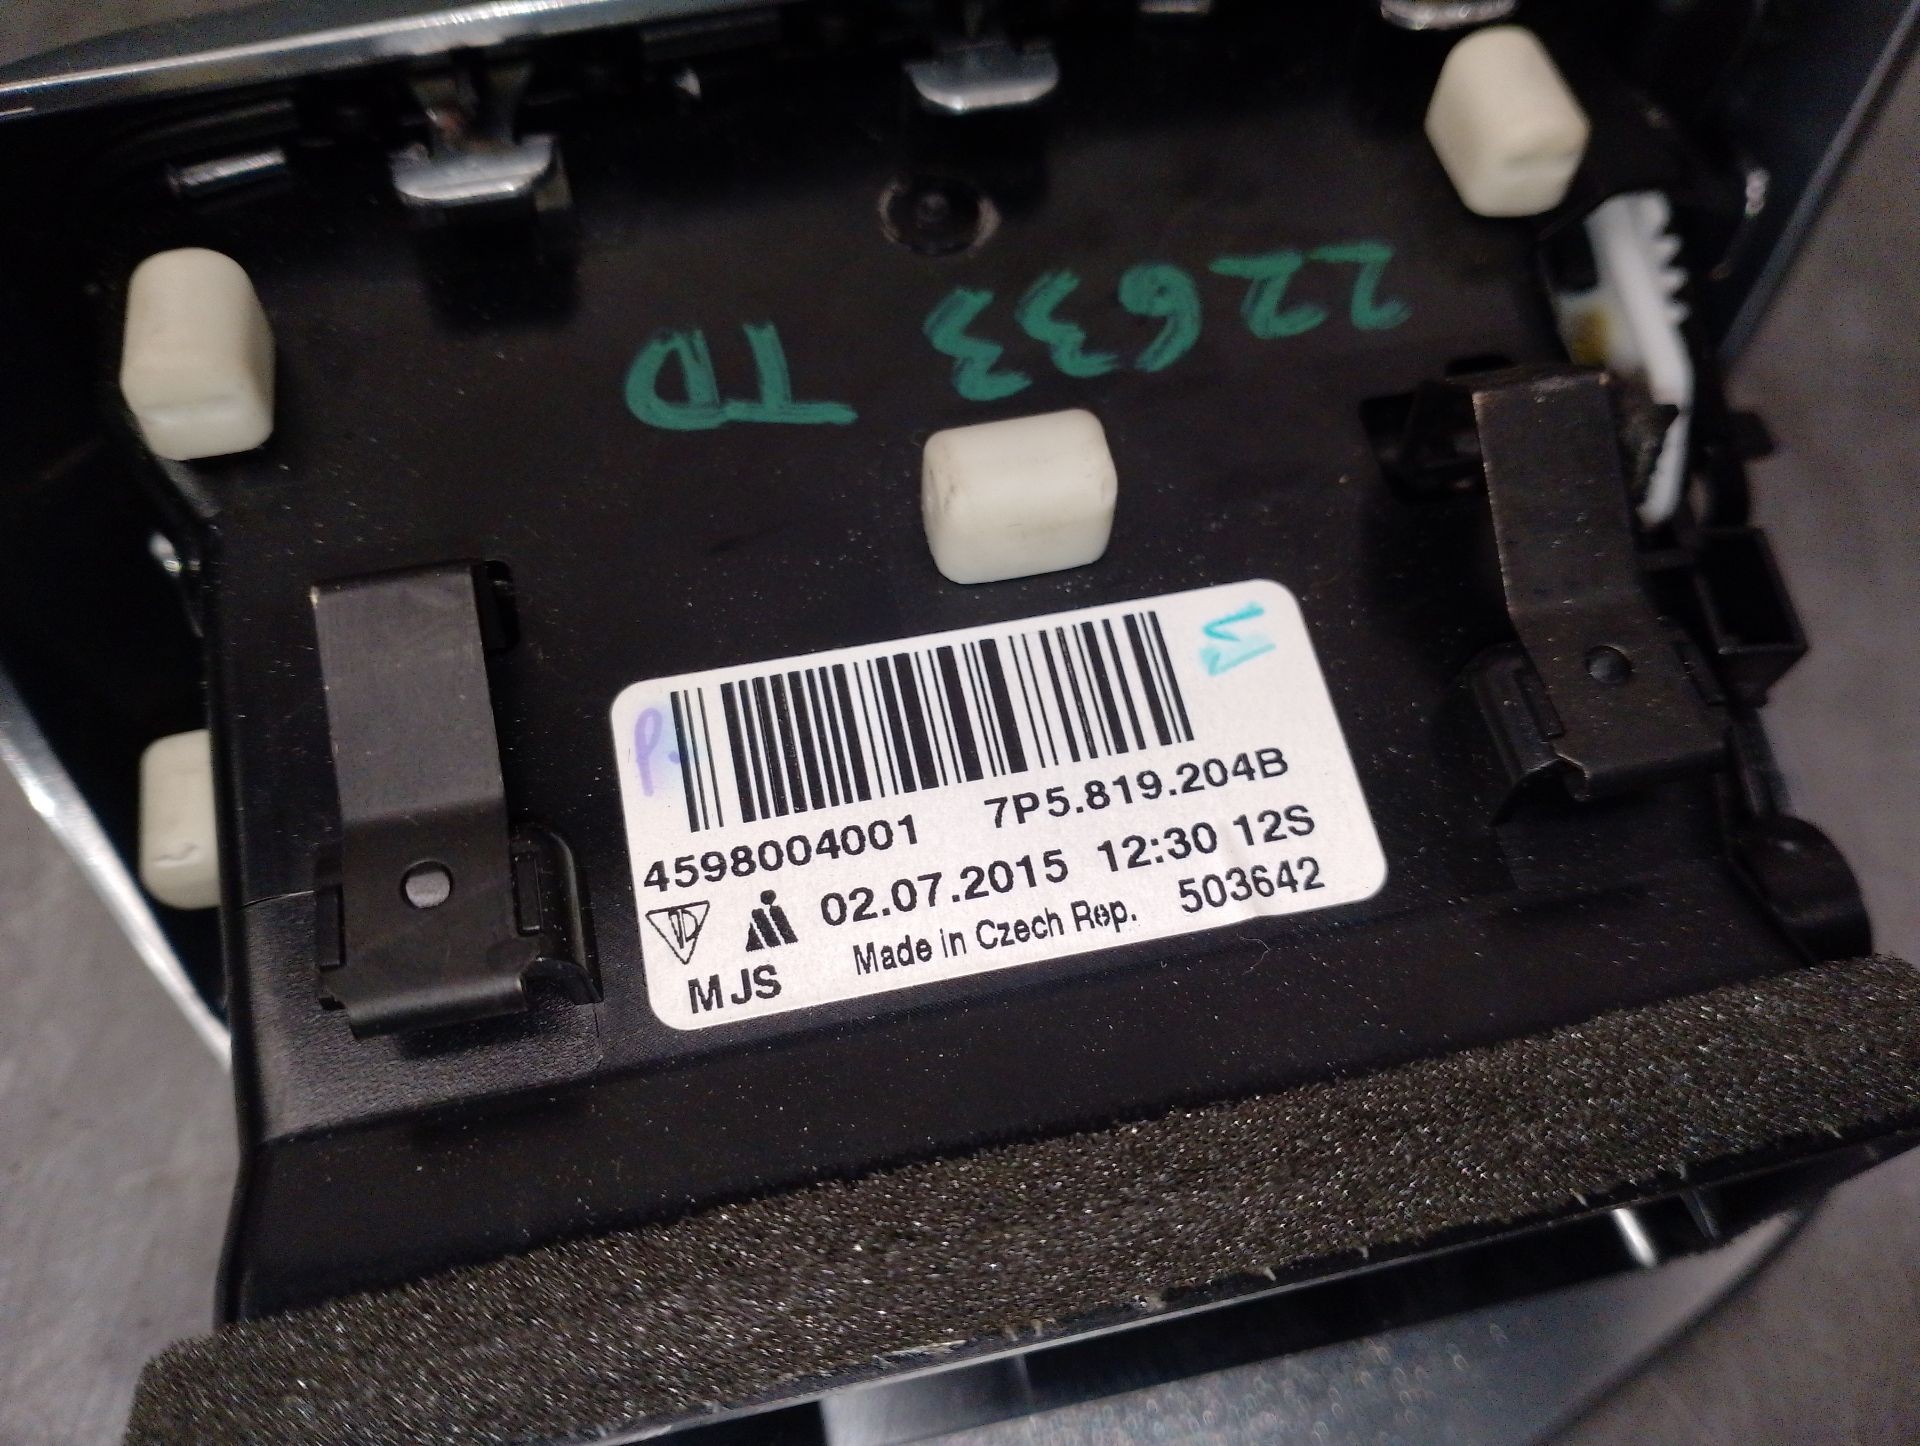 22633 TD
4598004001 7P5.819.204B
02.07.2015 12:30 12S
Made in Czech Rep. 503642
MJS